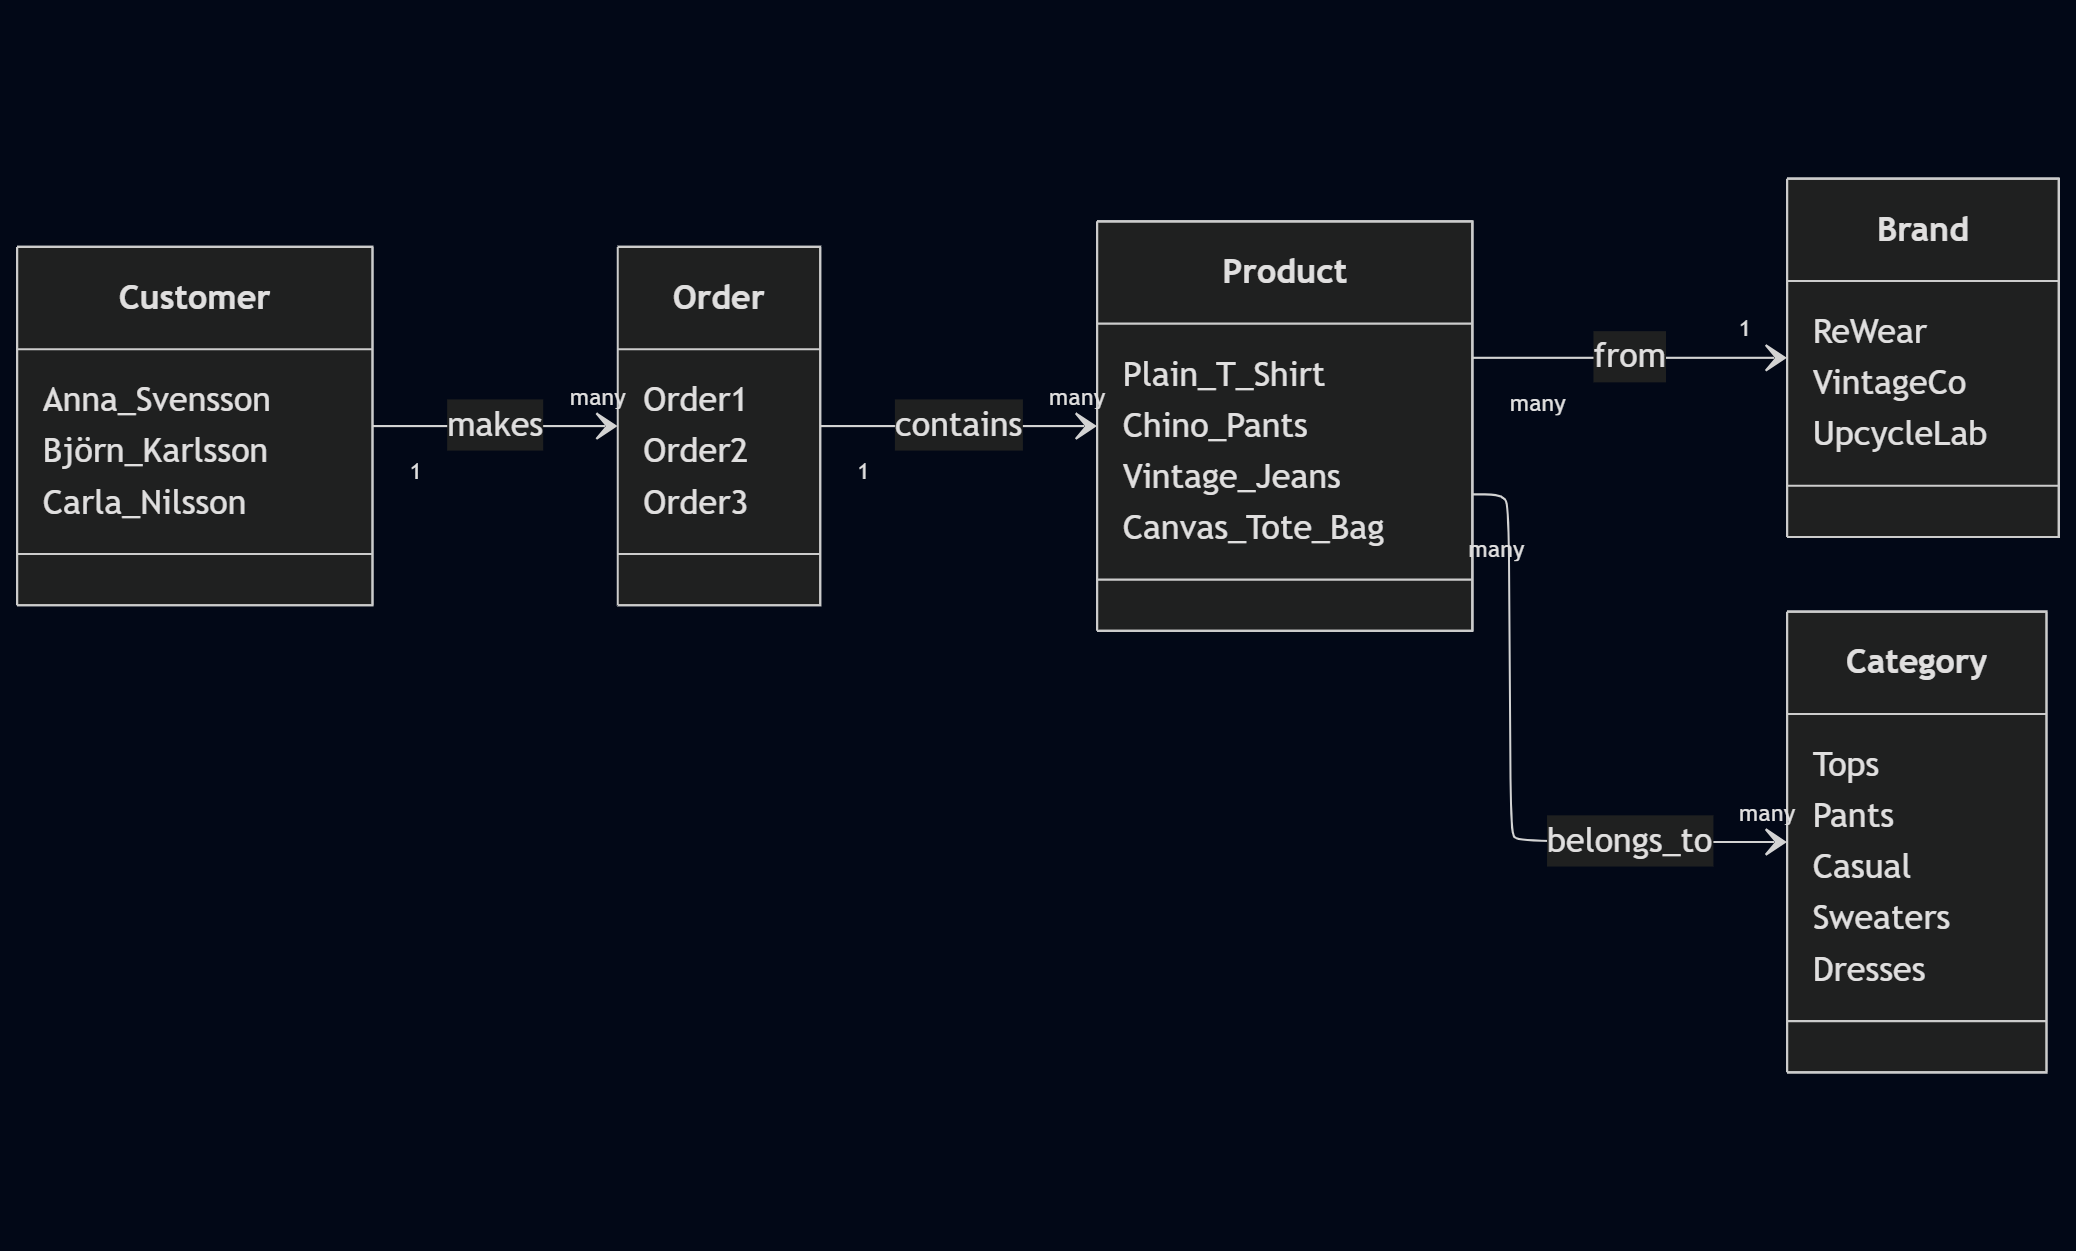 Customer
Anna_Svensson
Björn_Karlsson
Carla_Nilsson
1
makes
many
Order
Order1
Order2
Order3
1
contains
many
Product
Plain_T_Shirt
Chino_Pants
Vintage_Jeans
Canvas_Tote_Bag
many
from
1
Brand
ReWear
VintageCo
UpcycleLab
many
belongs_to
many
Category
Tops
Pants
Casual
Sweaters
Dresses